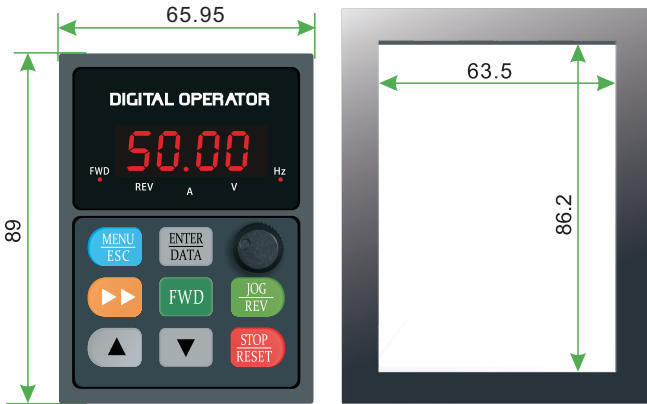 65.95
63.5
89
86.2
DIGITAL OPERATOR
50.00
FWD
Hz
REV
A
V
MENU
ESC
ENTER
DATA
FWD
JOG
REV
STOP
RESET